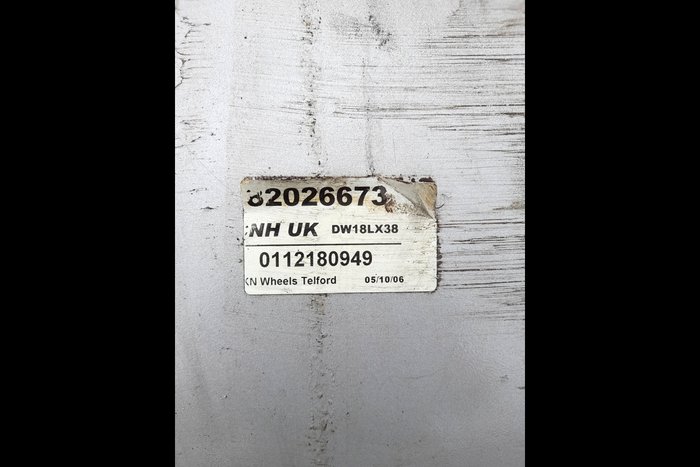 82026673
NH UK DW18LX38
0112180949
KN Wheels Telford 05/10/06